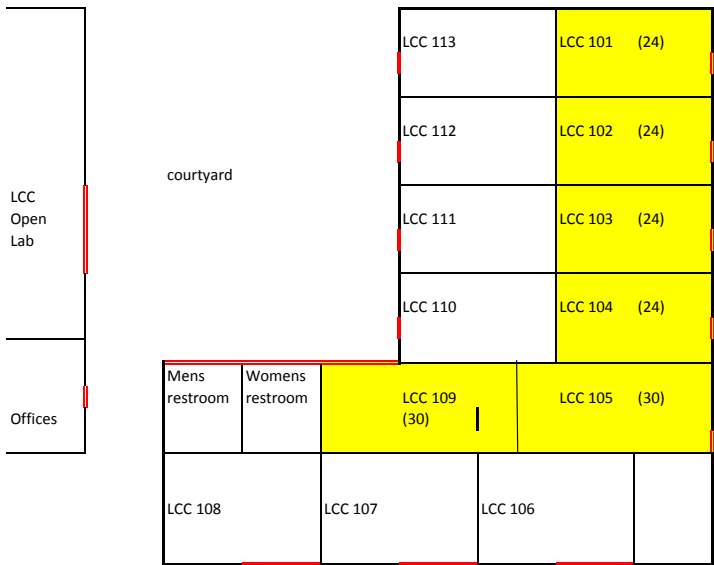 LCC 113
LCC 101 (24)
LCC 112
LCC 102 (24)
courtyard
LCC
Open
Lab
LCC 111
LCC 103 (24)
LCC 110
LCC 104 (24)
Mens
restroom
Womens
restroom
Offices
LCC 109
(30)
LCC 105 (30)
LCC 108
LCC 107
LCC 106